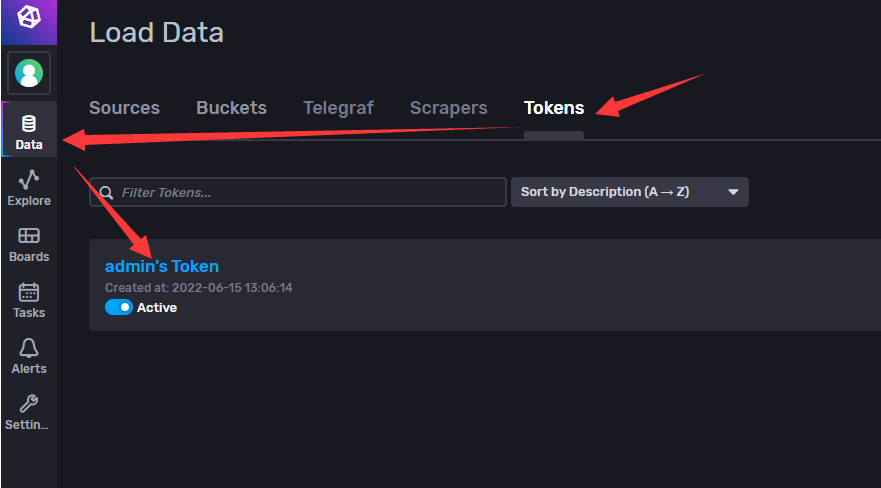 Load Data
Sources Buckets Telegraf Scrapers Tokens
Data
Explore
Boards
Tasks
Alerts
Settin...
Filter Tokens...
Sort by Description (A → Z)
admin's Token
Created at: 2022-06-15 13:06:14
Active